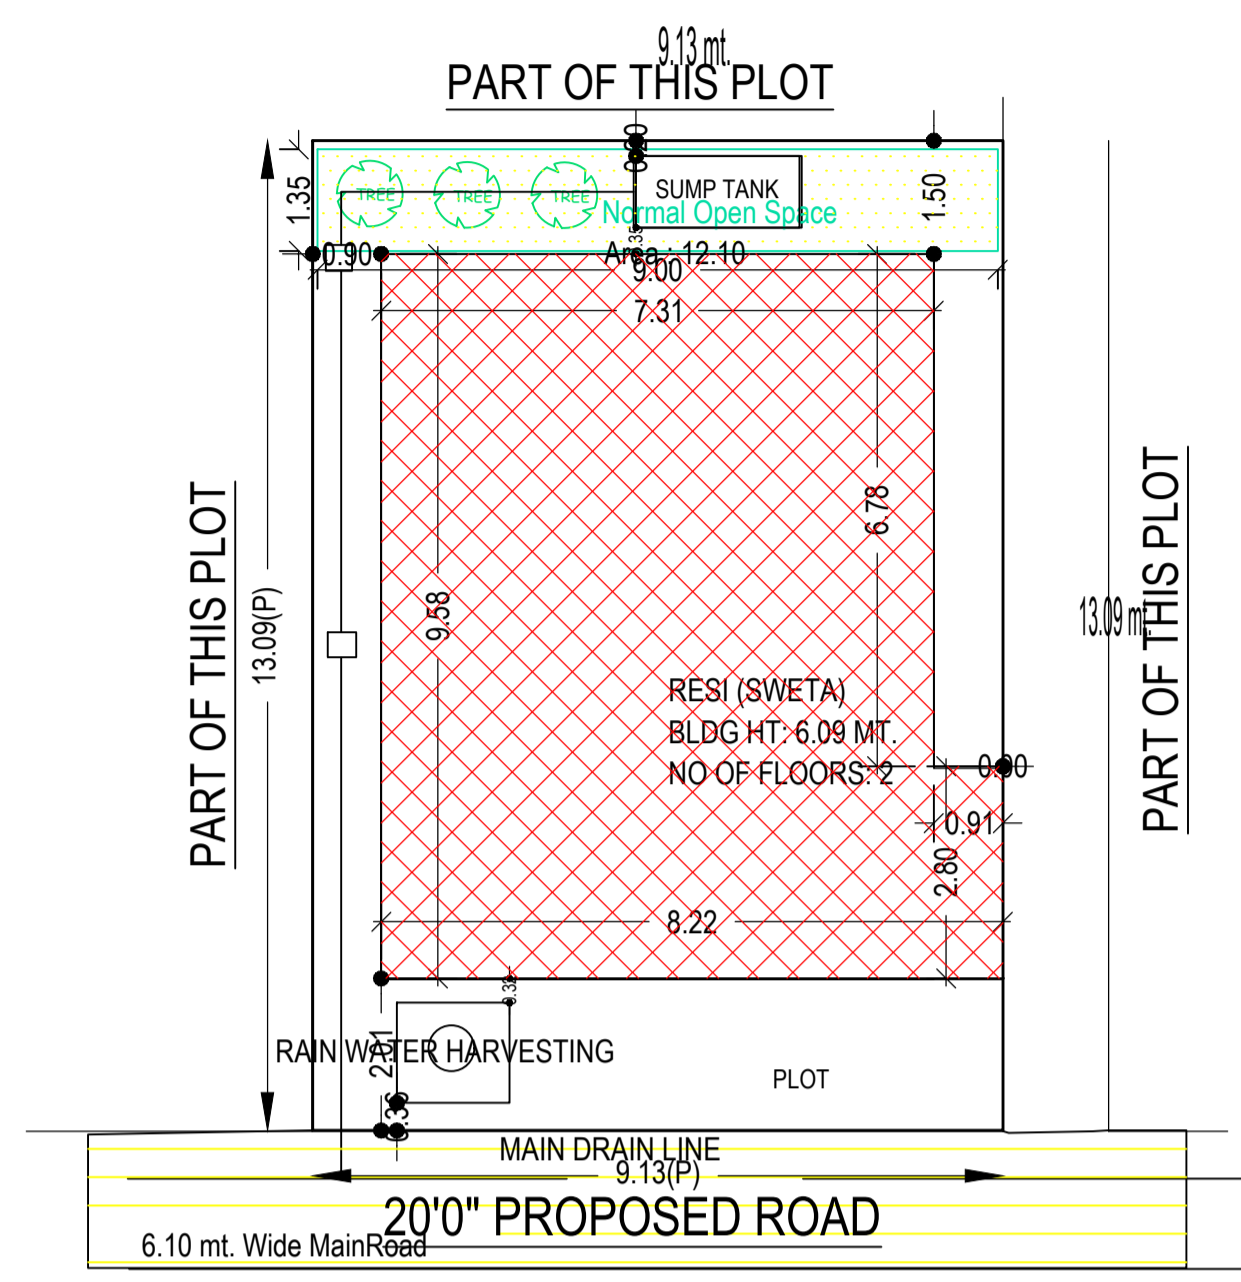 9.13 mt.
PART OF THIS PLOT
1.35
TREE
TREE
TREE
SUMP TANK
Normal Open Space
1.50
0.90
Area : 12.10
9.00
7.31
6.78
9.58
PART OF THIS PLOT
13.09(P)
13.09 mt.
PART OF THIS PLOT
RESI (SWETA)
BLDG HT: 6.09 MT.
NO OF FLOORS: 2
0.91
2.80
8.22
2.01
RAIN WATER HARVESTING
PLOT
MAIN DRAIN LINE
9.13(P)
20'0" PROPOSED ROAD
6.10 mt. Wide MainRoad